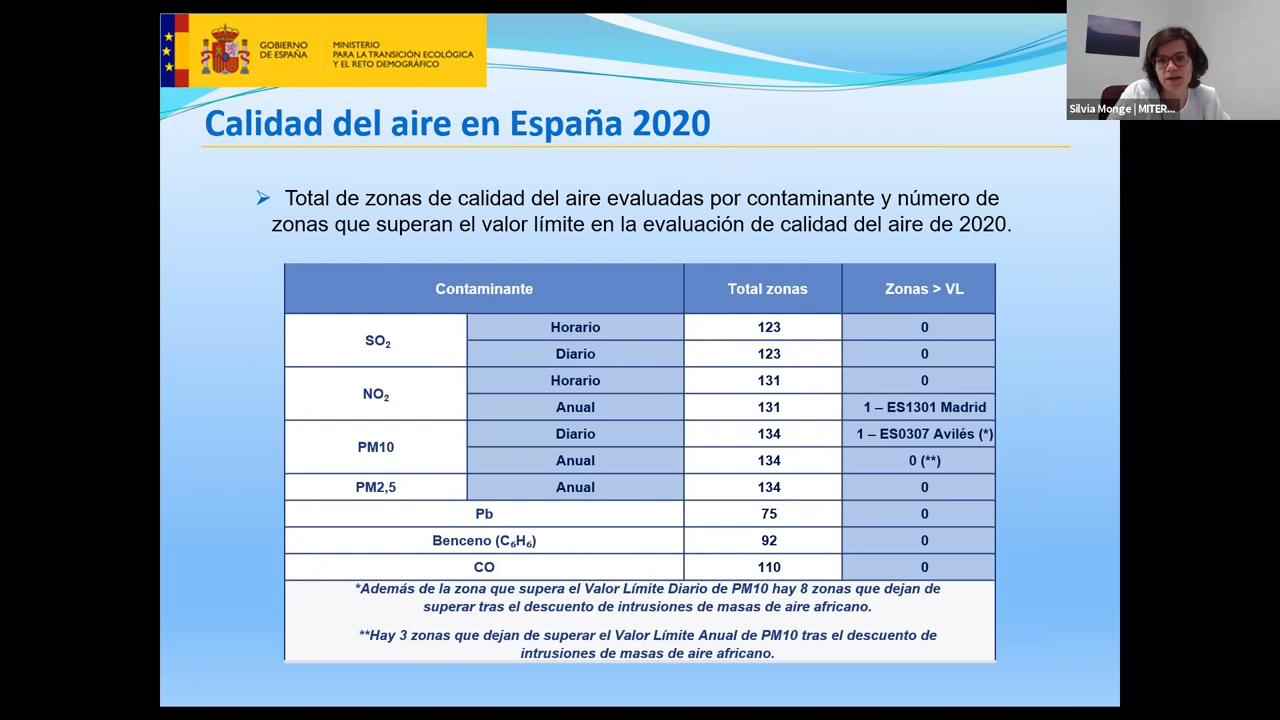 GOBIERNO
DE ESPAÑA
MINISTERIO
PARA LA TRANSICIÓN ECOLÓGICA
Y EL RETO DEMOGRÁFICO
Silvia Monge | MITER...
Calidad del aire en España 2020
Total de zonas de calidad del aire evaluadas por contaminante y número de
zonas que superan el valor límite en la evaluación de calidad del aire de 2020.
Contaminante Total zonas Zonas > VL
SO₂ Horario 123 0
Diario 123 0
NO₂ Horario 131 0
Anual 131 1 – ES1301 Madrid
PM10 Diario 134 1 – ES0307 Avilés (*)
Anual 134 0 (**)
PM2,5 Anual 134 0
Pb 75 0
Benceno (C₆H₆) 92 0
CO 110 0
*Además de la zona que supera el Valor Límite Diario de PM10 hay 8 zonas que dejan de
superar tras el descuento de intrusiones de masas de aire africano.
**Hay 3 zonas que dejan de superar el Valor Límite Anual de PM10 tras el descuento de
intrusiones de masas de aire africano.